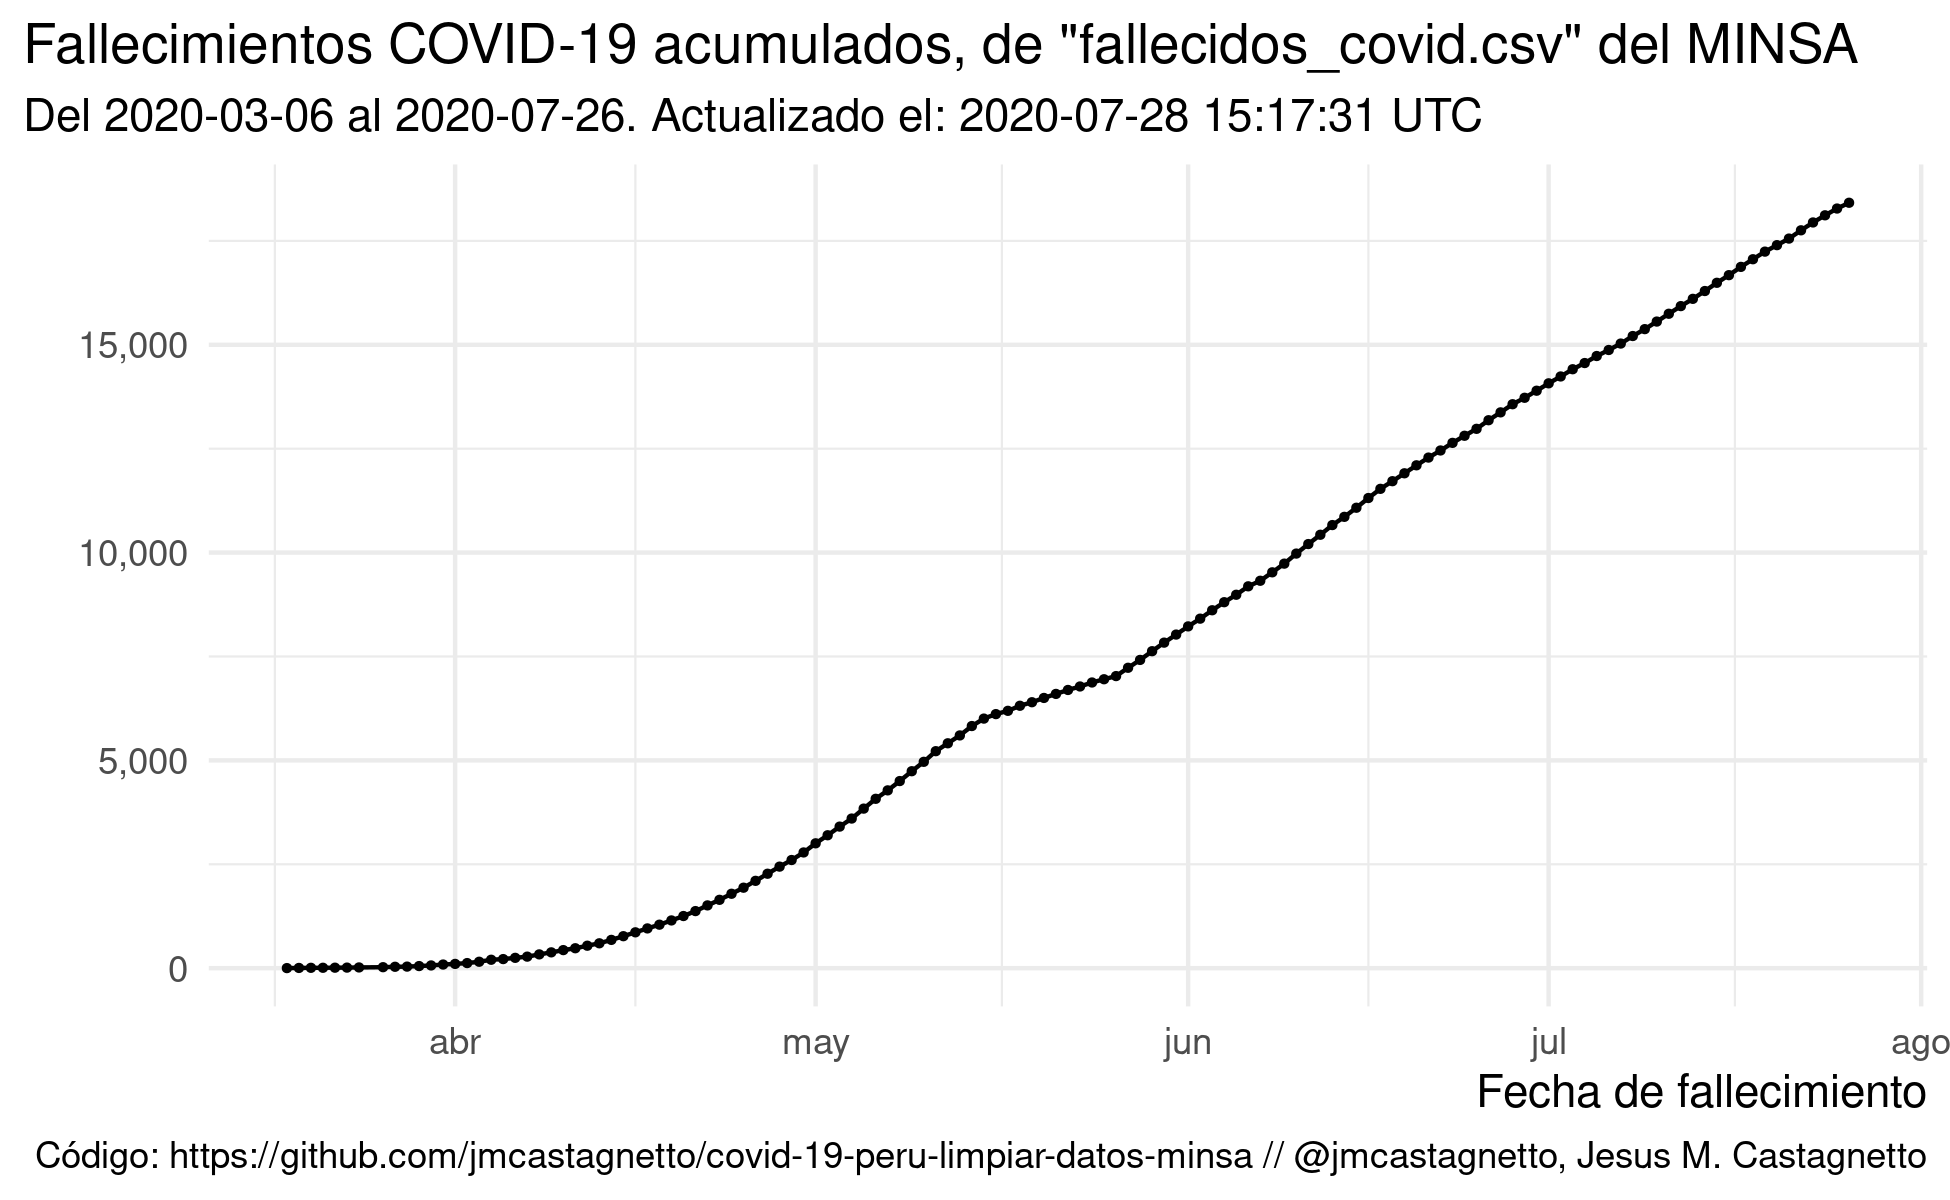 Fallecimientos COVID-19 acumulados, de "fallecidos_covid.csv" del MINSA
Del 2020-03-06 al 2020-07-26. Actualizado el: 2020-07-28 15:17:31 UTC
15,000
10,000
5,000
0
abr may jun jul ago
Fecha de fallecimiento
Código: https://github.com/jmcastagnetto/covid-19-peru-limpiar-datos-minsa // @jmcastagnetto, Jesus M. Castagnetto